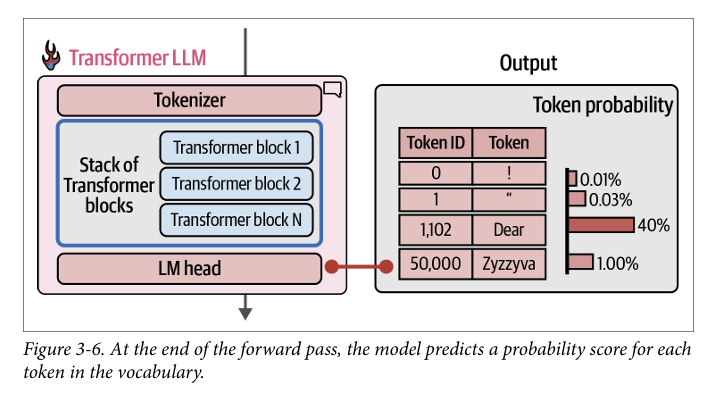 Transformer LLM
Tokenizer
Stack of
Transformer
blocks
Transformer block 1
Transformer block 2
Transformer block N
LM head
Output
Token probability
Token ID Token
0 ! 0.01%
1 " 0.03%
1,102 Dear 40%
50,000 Zyzzyva 1.00%
Figure 3-6. At the end of the forward pass, the model predicts a probability score for each
token in the vocabulary.